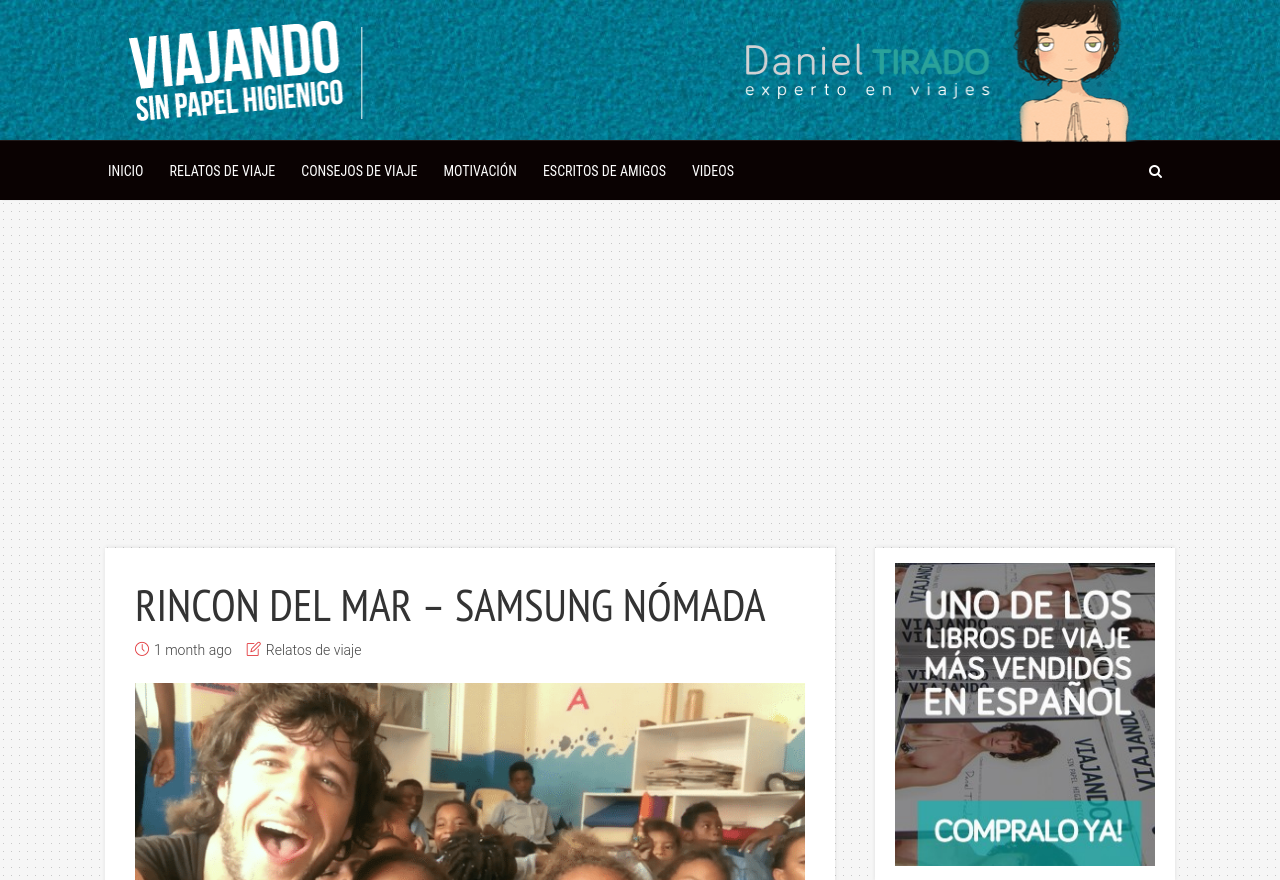 VIAJANDO
SIN PAPEL HIGIENICO
Daniel TIRADO
experto en viajes
INICIO RELATOS DE VIAJE CONSEJOS DE VIAJE MOTIVACIÓN ESCRITOS DE AMIGOS VIDEOS
RINCON DEL MAR – SAMSUNG NÓMADA
1 month ago Relatos de viaje
A
UNO DE LOS
LIBROS DE VIAJE
MÁS VENDIDOS
EN ESPAÑOL
VIAJANDO
VIAJANDO
COMPRALO YA!